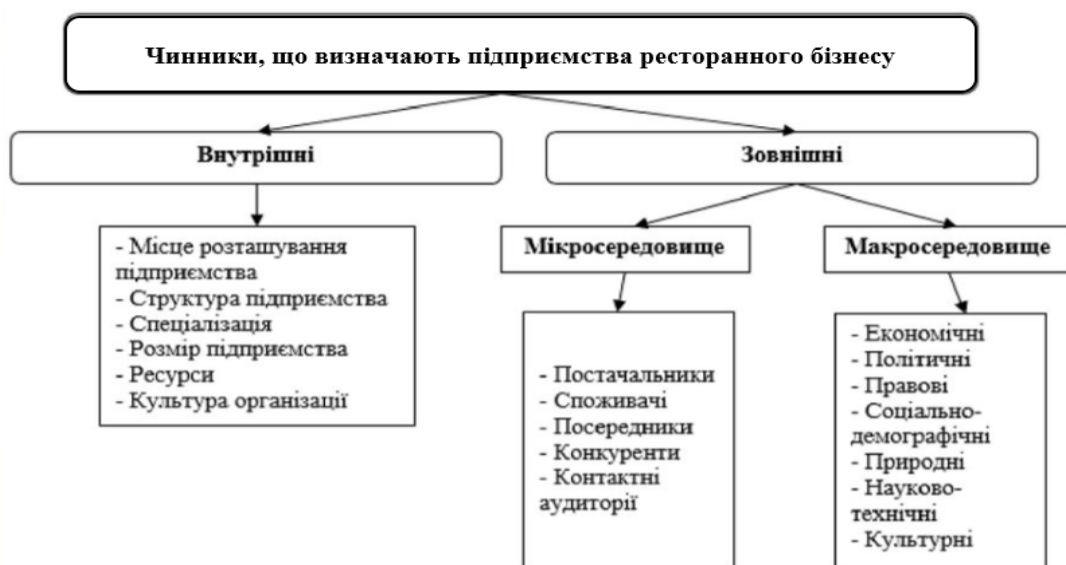 Чинники, що визначають підприємства ресторанного бізнесу
Внутрішні
Зовнішні
- Місце розташування
підприємства
- Структура підприємства
- Спеціалізація
- Розмір підприємства
- Ресурси
- Культура організації
Мікросередовище
Макросередовище
- Постачальники
- Споживачі
- Посередники
- Конкуренти
- Контактні
аудиторії
- Економічні
- Політичні
- Правові
- Соціально-
демографічні
- Природні
- Науково-
технічні
- Культурні